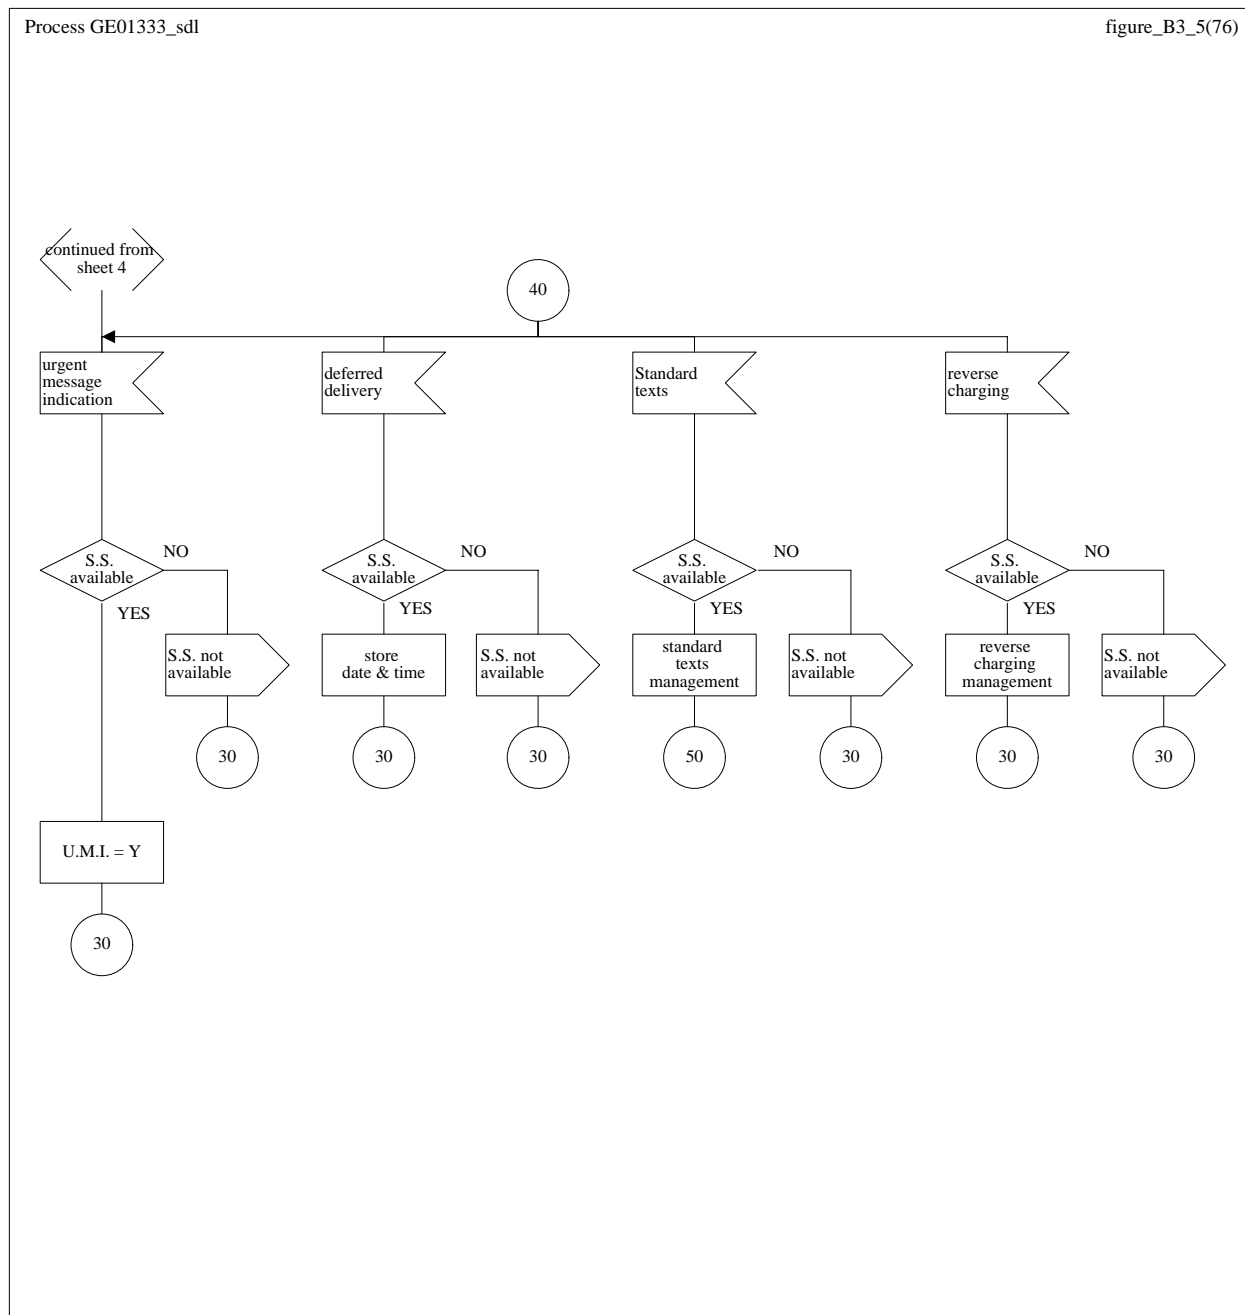 Process GE01333_sdl
figure_B3_5(76)
continued from
sheet 4
40
urgent
message
indication
deferred
delivery
Standard
texts
reverse
charging
S.S.
available
NO
YES
S.S.
available
NO
YES
S.S.
available
NO
YES
S.S.
available
NO
YES
S.S. not
available
store
date & time
S.S. not
available
standard
texts
management
S.S. not
available
reverse
charging
management
S.S. not
available
30
30
30
50
30
30
30
U.M.I. = Y
30